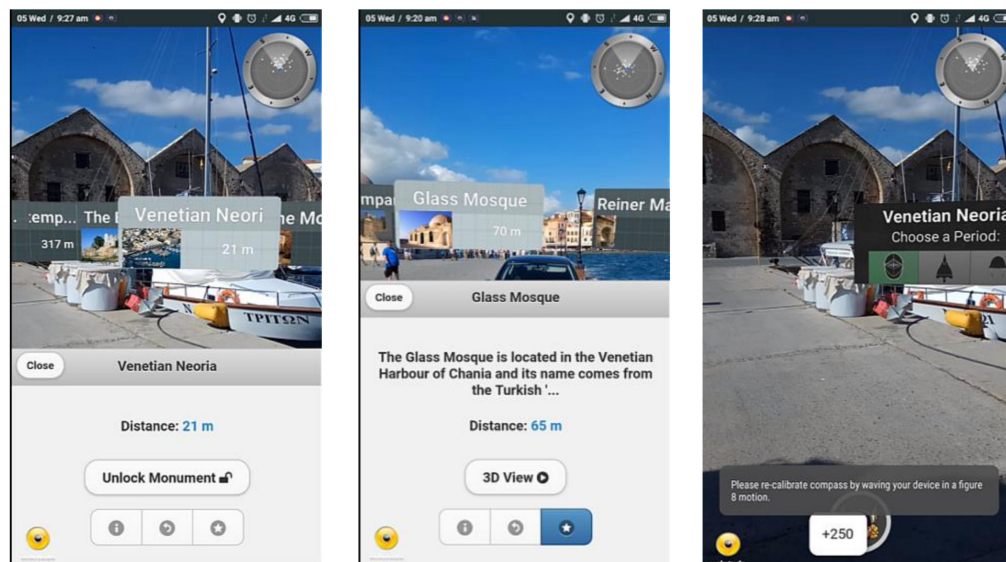 05 Wed / 9:27 am
4G
. :emp...
The E
Venetian Neori
ne Mc
317 m
21 m
N
ΤΡΙΤΩΝ
Close
Venetian Neoria
Distance: 21 m
Unlock Monument
05 Wed / 9:20 am
4G
mpa
Glass Mosque
Reiner Ma
70 m
Close
Glass Mosque
The Glass Mosque is located in the Venetian
Harbour of Chania and its name comes from
the Turkish '...
Distance: 65 m
3D View
05 Wed / 9:28 am
4G
Venetian Neoria
Choose a Period:
Please re-calibrate compass by waving your device in a figure
8 motion.
+250